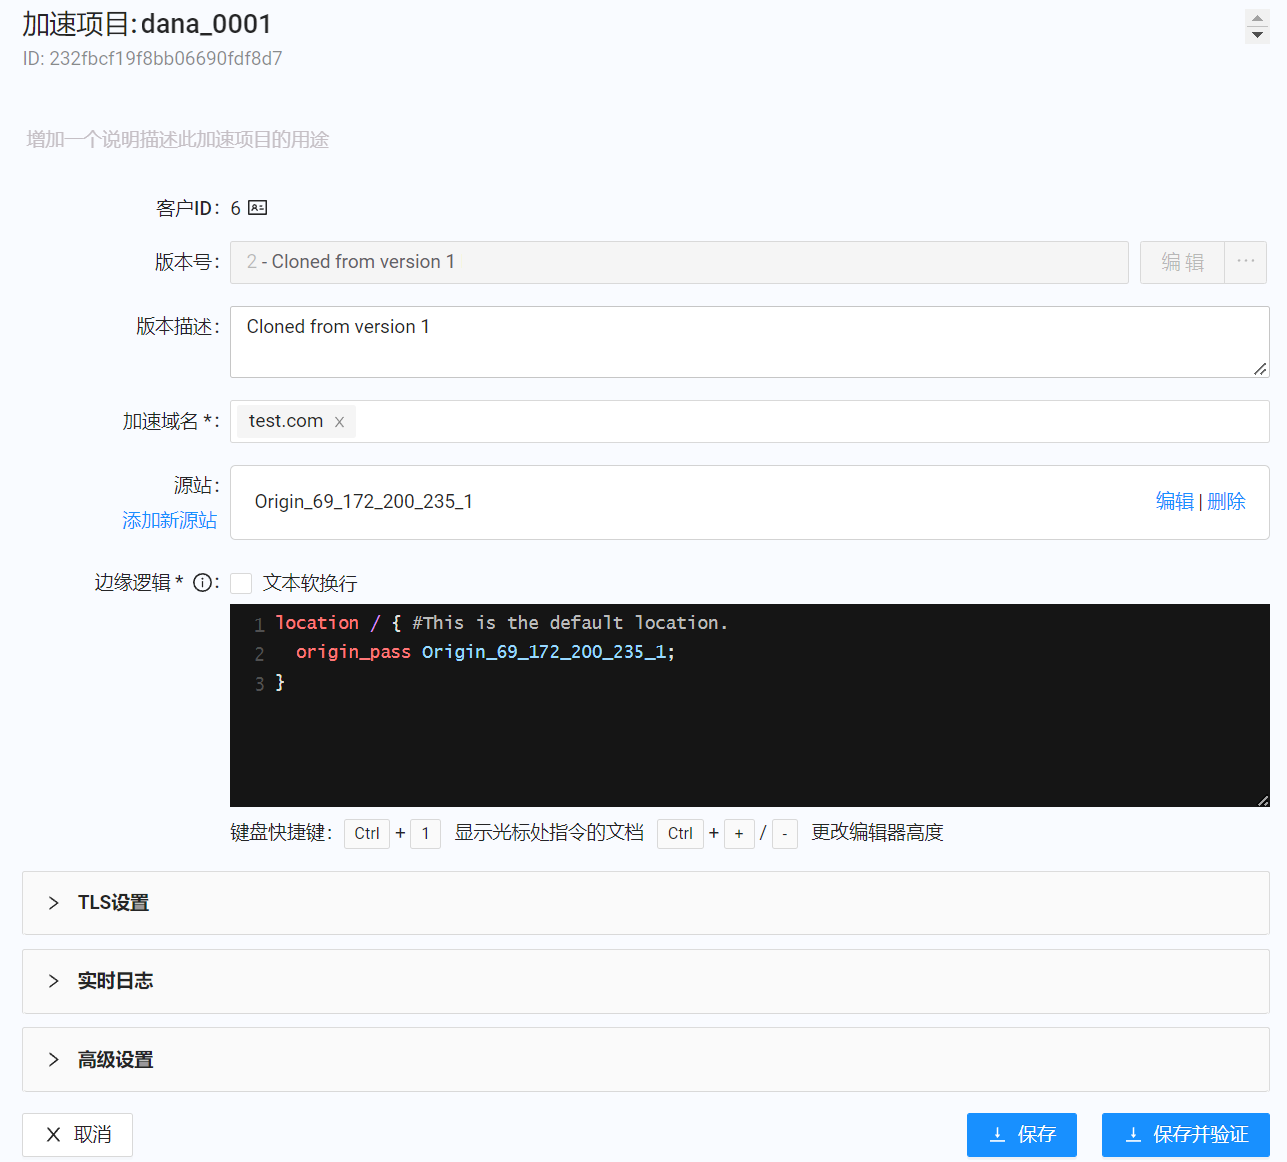 加速项目: dana_0001
ID: 232fbcf19f8bb06690fdf8d7
增加一个说明描述此加速项目的用途
客户ID: 6
版本号: 2 - Cloned from version 1 编辑 ...
版本描述: Cloned from version 1
加速域名 *: test.com x
源站: Origin_69_172_200_235_1 编辑 | 删除
添加新源站
边缘逻辑 * : 文本软换行
1 location / { #This is the default location.
2 origin_pass Origin_69_172_200_235_1;
3 }
键盘快捷键: Ctrl + 1 显示光标处指令的文档 Ctrl + + / - 更改编辑器高度
> TLS设置
> 实时日志
> 高级设置
X 取消 保存 保存并验证